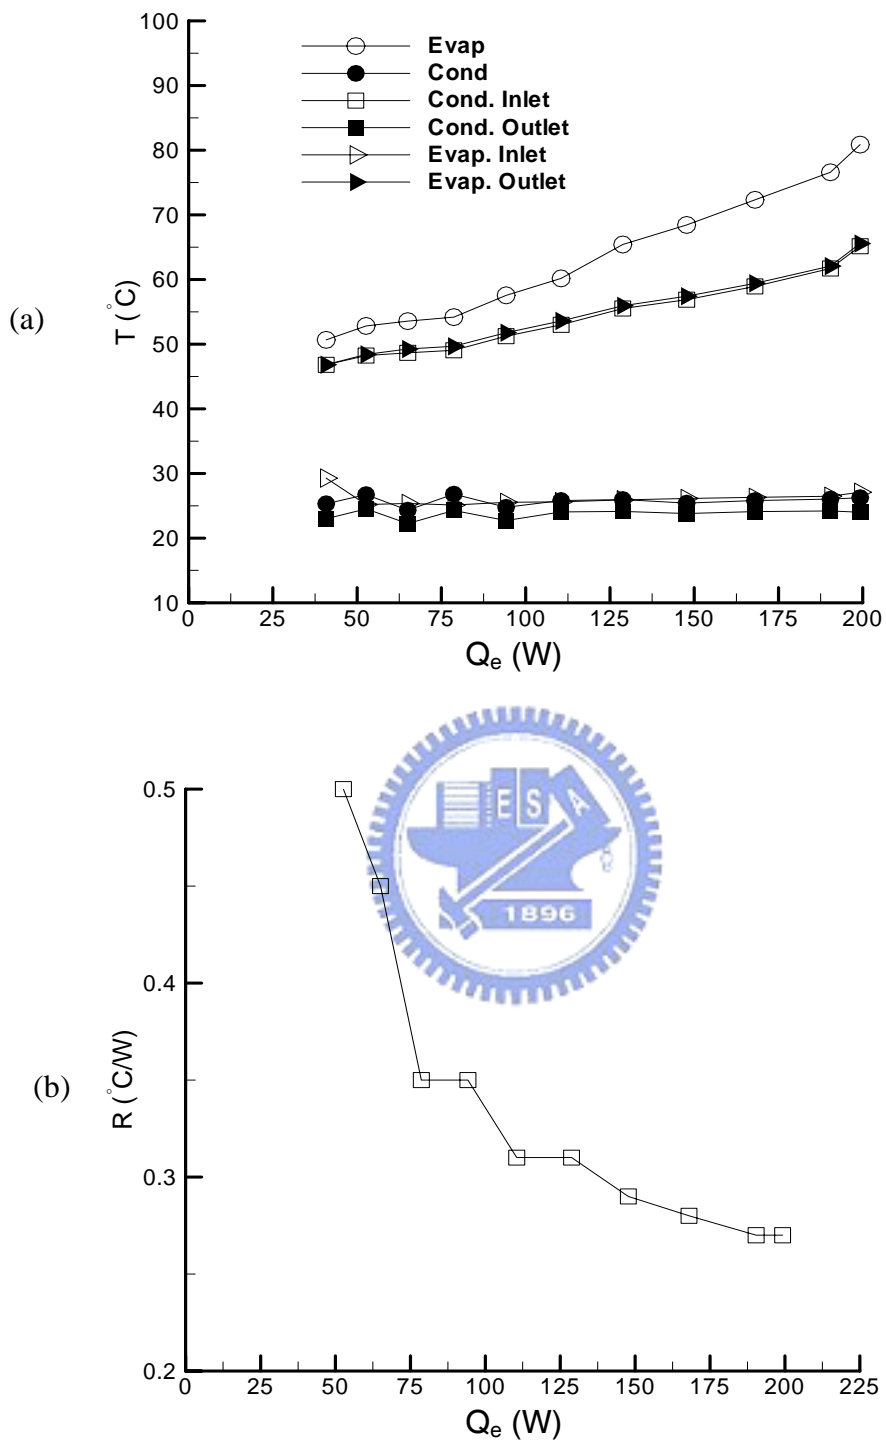 100
90
80
70
60
50
40
30
20
10
T (°C)
(a)
Evap
Cond
Cond. Inlet
Cond. Outlet
Evap. Inlet
Evap. Outlet
0 25 50 75 100 125 150 175 200
Qe (W)
E S A
1896
0.5
0.4
0.3
0.2
R (°C/W)
(b)
0 25 50 75 100 125 150 175 200 225
Qe (W)